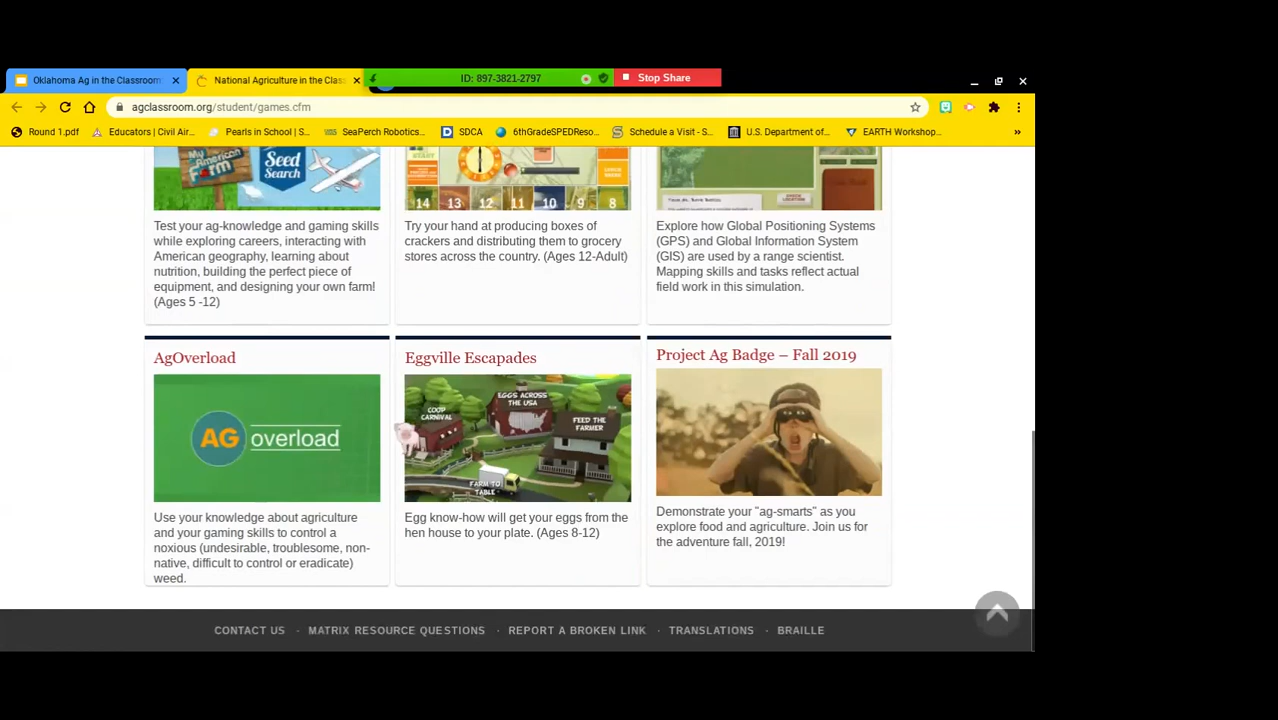 Oklahoma Ag in the Classroom
National Agriculture in the Class
ID: 897-3821-2797
Stop Share
agclassroom.org/student/games.cfm
Round 1.pdf
Educators | Civil Air...
Pearls in School | S...
SeaPerch Robotics...
SDCA
6thGradeSPEDReso...
Schedule a Visit - S...
U.S. Department of...
EARTH Workshop...
»
My American Farm
Seed Search
START
14 13 12 11 10 9 8
Test your ag-knowledge and gaming skills
while exploring careers, interacting with
American geography, learning about
nutrition, building the perfect piece of
equipment, and designing your own farm!
(Ages 5 -12)
Try your hand at producing boxes of
crackers and distributing them to grocery
stores across the country. (Ages 12-Adult)
Explore how Global Positioning Systems
(GPS) and Global Information System
(GIS) are used by a range scientist.
Mapping skills and tasks reflect actual
field work in this simulation.
AgOverload
AG overload
Use your knowledge about agriculture
and your gaming skills to control a
noxious (undesirable, troublesome, non-
native, difficult to control or eradicate)
weed.
Eggville Escapades
COOP
CARNIVAL
EGGS ACROSS
THE USA
FEED THE
FARMER
FARM TO
TABLE
Egg know-how will get your eggs from the
hen house to your plate. (Ages 8-12)
Project Ag Badge – Fall 2019
Demonstrate your "ag-smarts" as you
explore food and agriculture. Join us for
the adventure fall, 2019!
CONTACT US · MATRIX RESOURCE QUESTIONS · REPORT A BROKEN LINK · TRANSLATIONS · BRAILLE